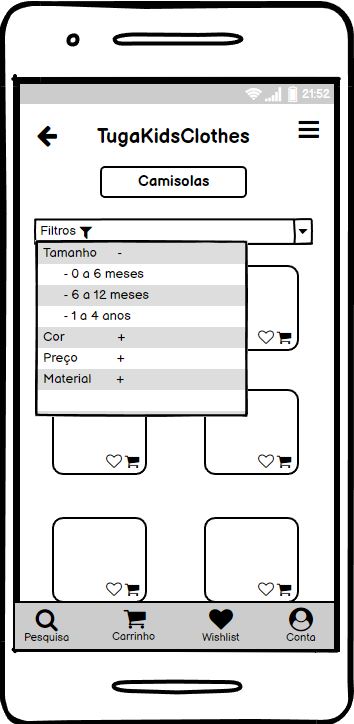 21:52
TugaKidsClothes
Camisolas
Filtros
Tamanho -
- 0 a 6 meses
- 6 a 12 meses
- 1 a 4 anos
Cor +
Preço +
Material +
Pesquisa Carrinho Wishlist Conta